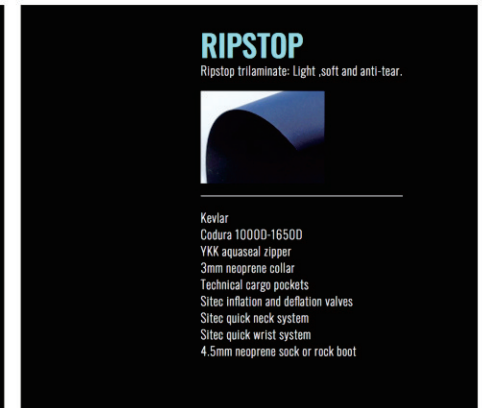 RIPSTOP
Ripstop trilaminate: Light ,soft and anti-tear.
Kevlar
Codura 1000D-1650D
YKK aquaseal zipper
3mm neoprene collar
Technical cargo pockets
Sitec inflation and deflation valves
Sitec quick neck system
Sitec quick wrist system
4.5mm neoprene sock or rock boot